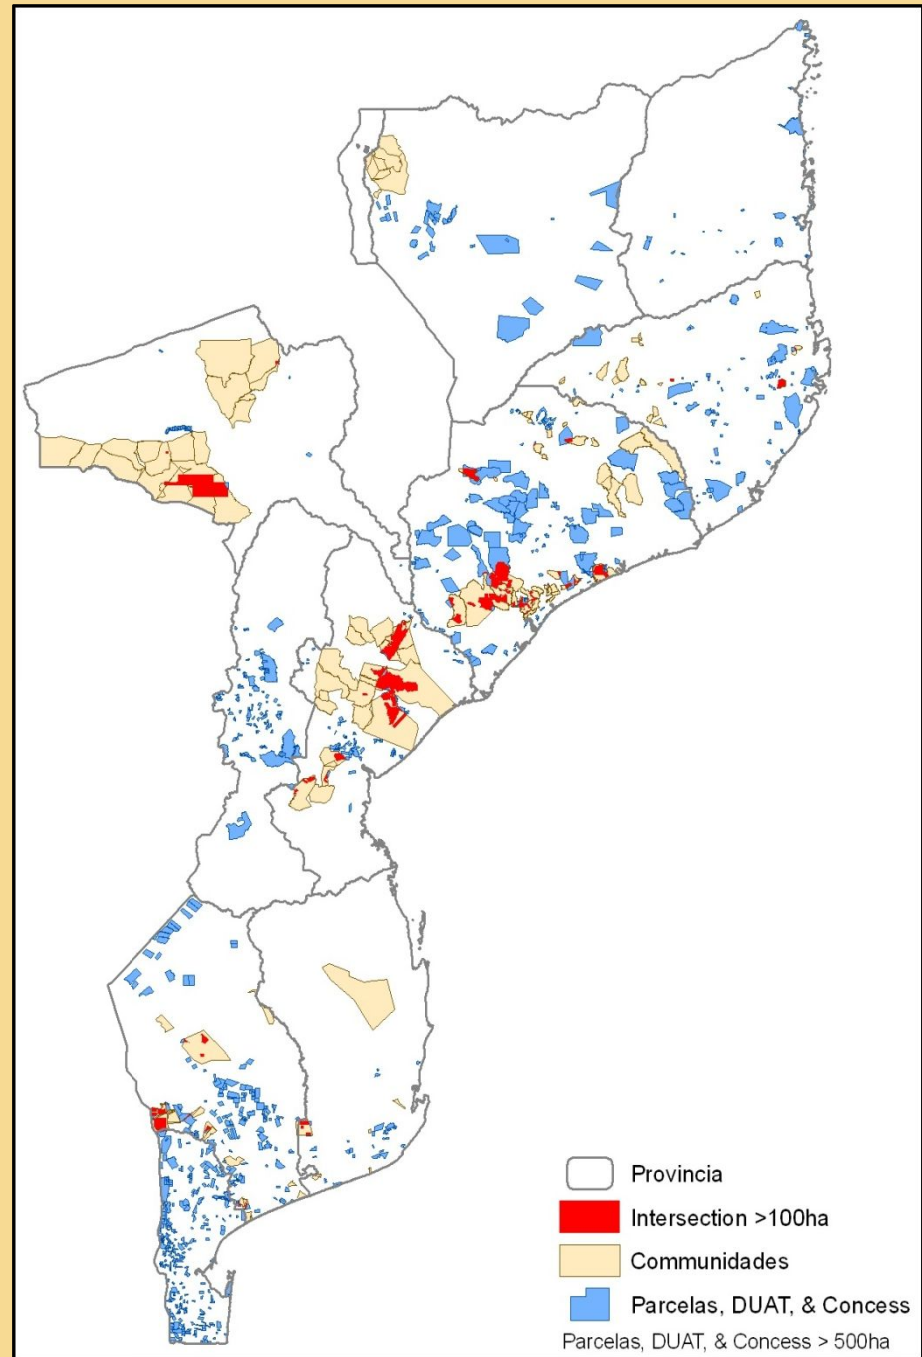 Provincia
Intersection >100ha
Communidades
Parcelas, DUAT, & Concess
Parcelas, DUAT, & Concess > 500ha